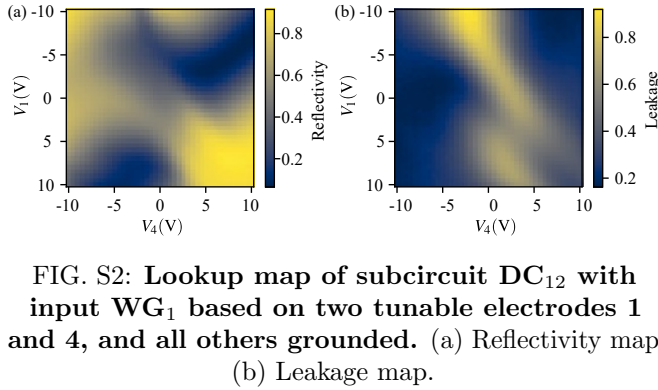 (a)
-10
-5
0
5
10
V₁(V)
-10 -5 0 5 10
V₄(V)
0.8
0.6
0.4
0.2
Reflectivity
(b)
-10
-5
0
5
10
V₁(V)
-10 -5 0 5 10
V₄(V)
0.8
0.6
0.4
0.2
Leakage
FIG. S2: Lookup map of subcircuit DC₁₂ with
input WG₁ based on two tunable electrodes 1
and 4, and all others grounded. (a) Reflectivity map
(b) Leakage map.